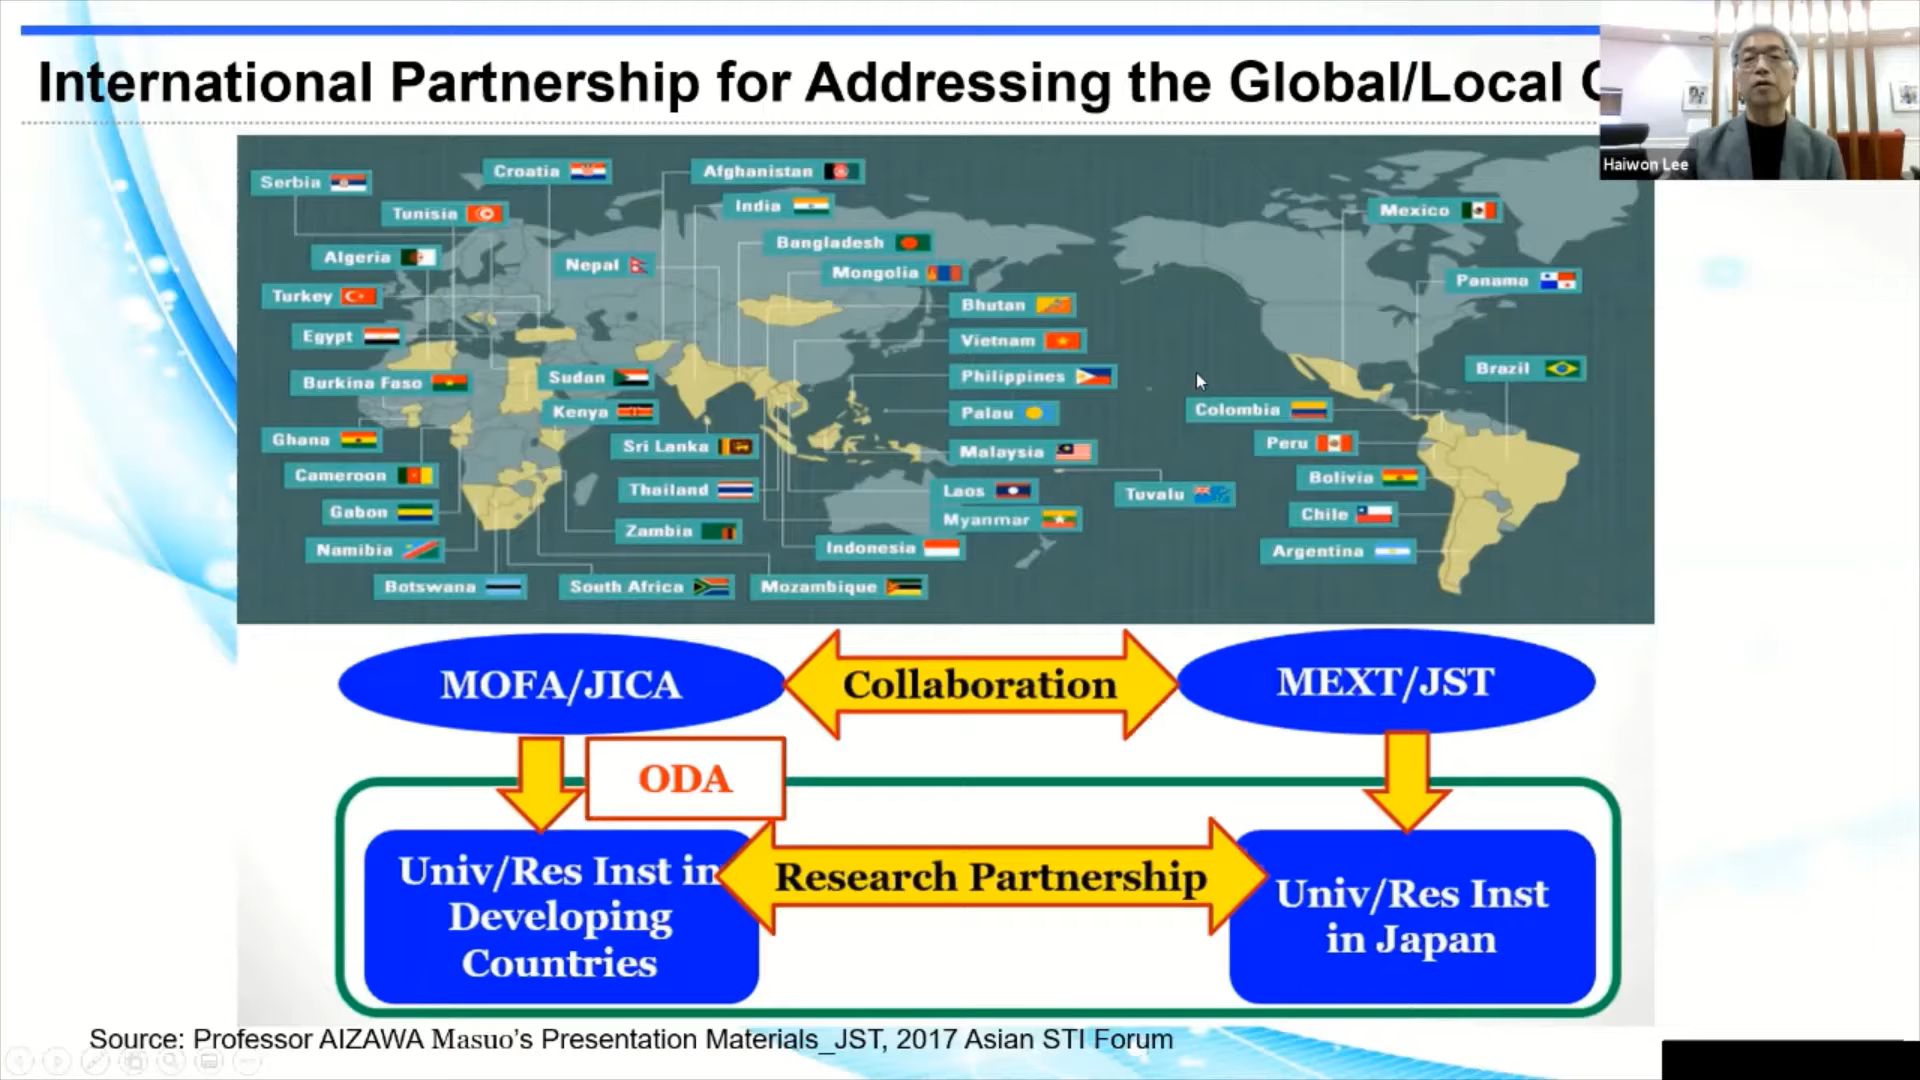 International Partnership for Addressing the Global/Local
Haiwon Lee
Serbia
Croatia
Afghanistan
Tunisia
India
Mexico
Algeria
Nepal
Bangladesh
Mongolia
Turkey
Panama
Egypt
Bhutan
Vietnam
Burkina Faso
Sudan
Philippines
Brazil
Kenya
Palau
Colombia
Ghana
Sri Lanka
Malaysia
Peru
Cameroon
Thailand
Laos
Tuvalu
Bolivia
Gabon
Zambia
Myanmar
Chile
Namibia
Indonesia
Argentina
Botswana
South Africa
Mozambique
MOFA/JICA
Collaboration
MEXT/JST
ODA
Univ/Res Inst in
Developing
Countries
Research Partnership
Univ/Res Inst
in Japan
Source: Professor AIZAWA Masuo's Presentation Materials_JST, 2017 Asian STI Forum